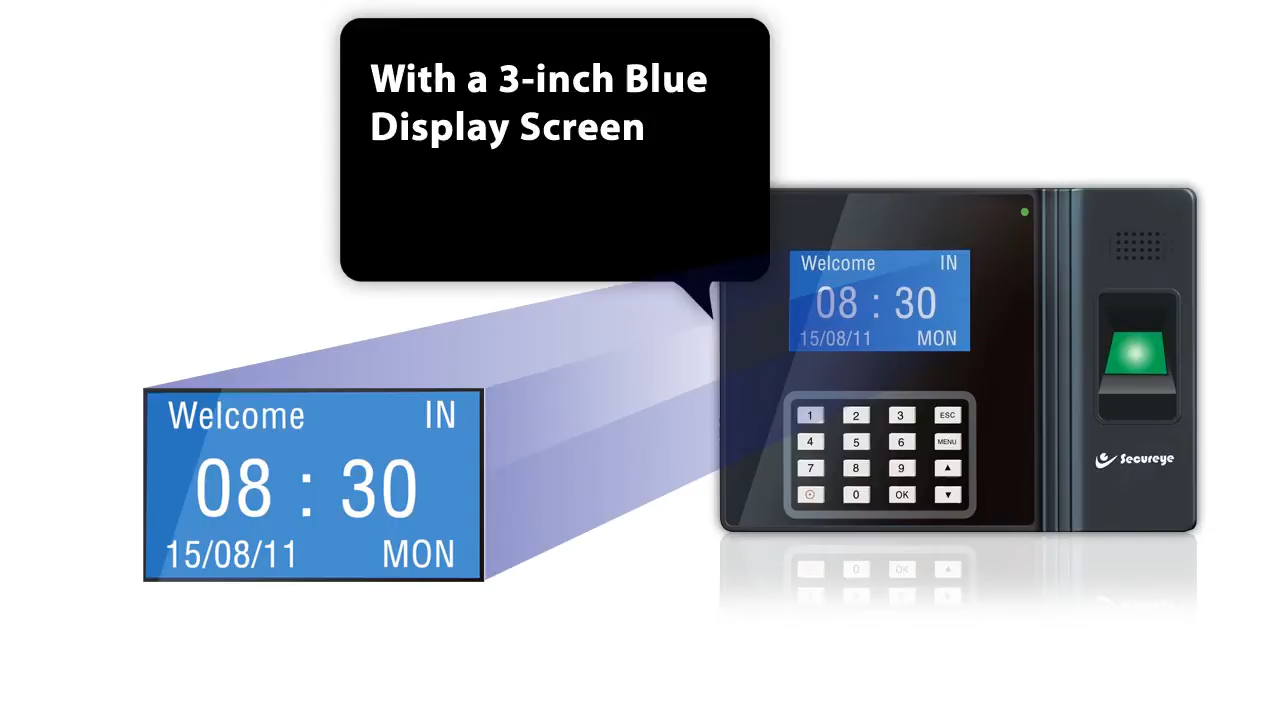 With a 3-inch Blue
Display Screen
Welcome IN
08 : 30
15/08/11 MON
1 2 3 ESC
4 5 6 MENU
7 8 9 ▲
0 OK ▼
Secureye
Welcome IN
08 : 30
15/08/11 MON